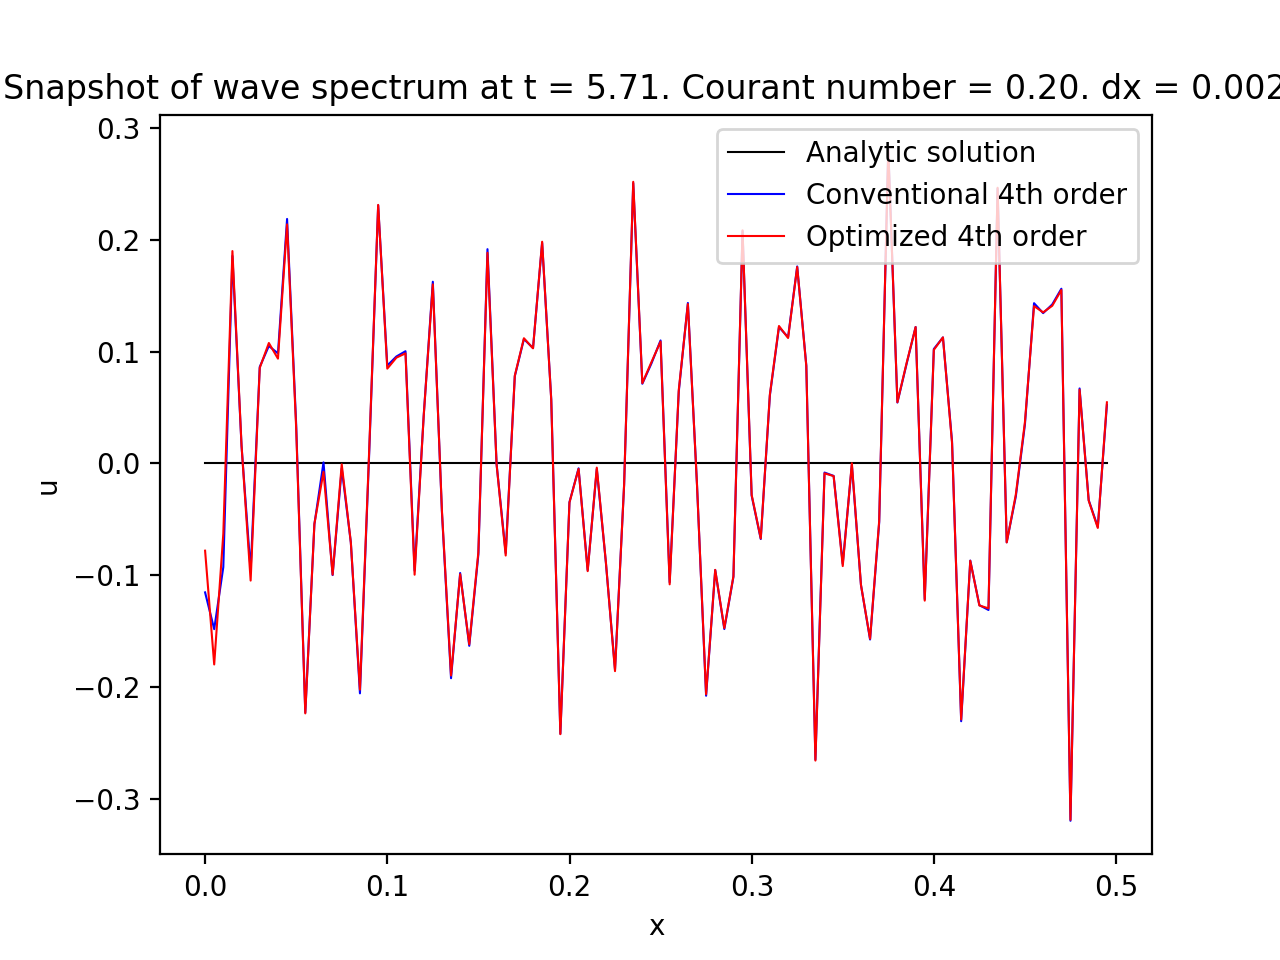 Snapshot of wave spectrum at t = 5.71. Courant number = 0.20. dx = 0.002
Analytic solution
Conventional 4th order
Optimized 4th order
0.3
0.2
0.1
0.0
−0.1
−0.2
−0.3
u
0.0 0.1 0.2 0.3 0.4 0.5
x